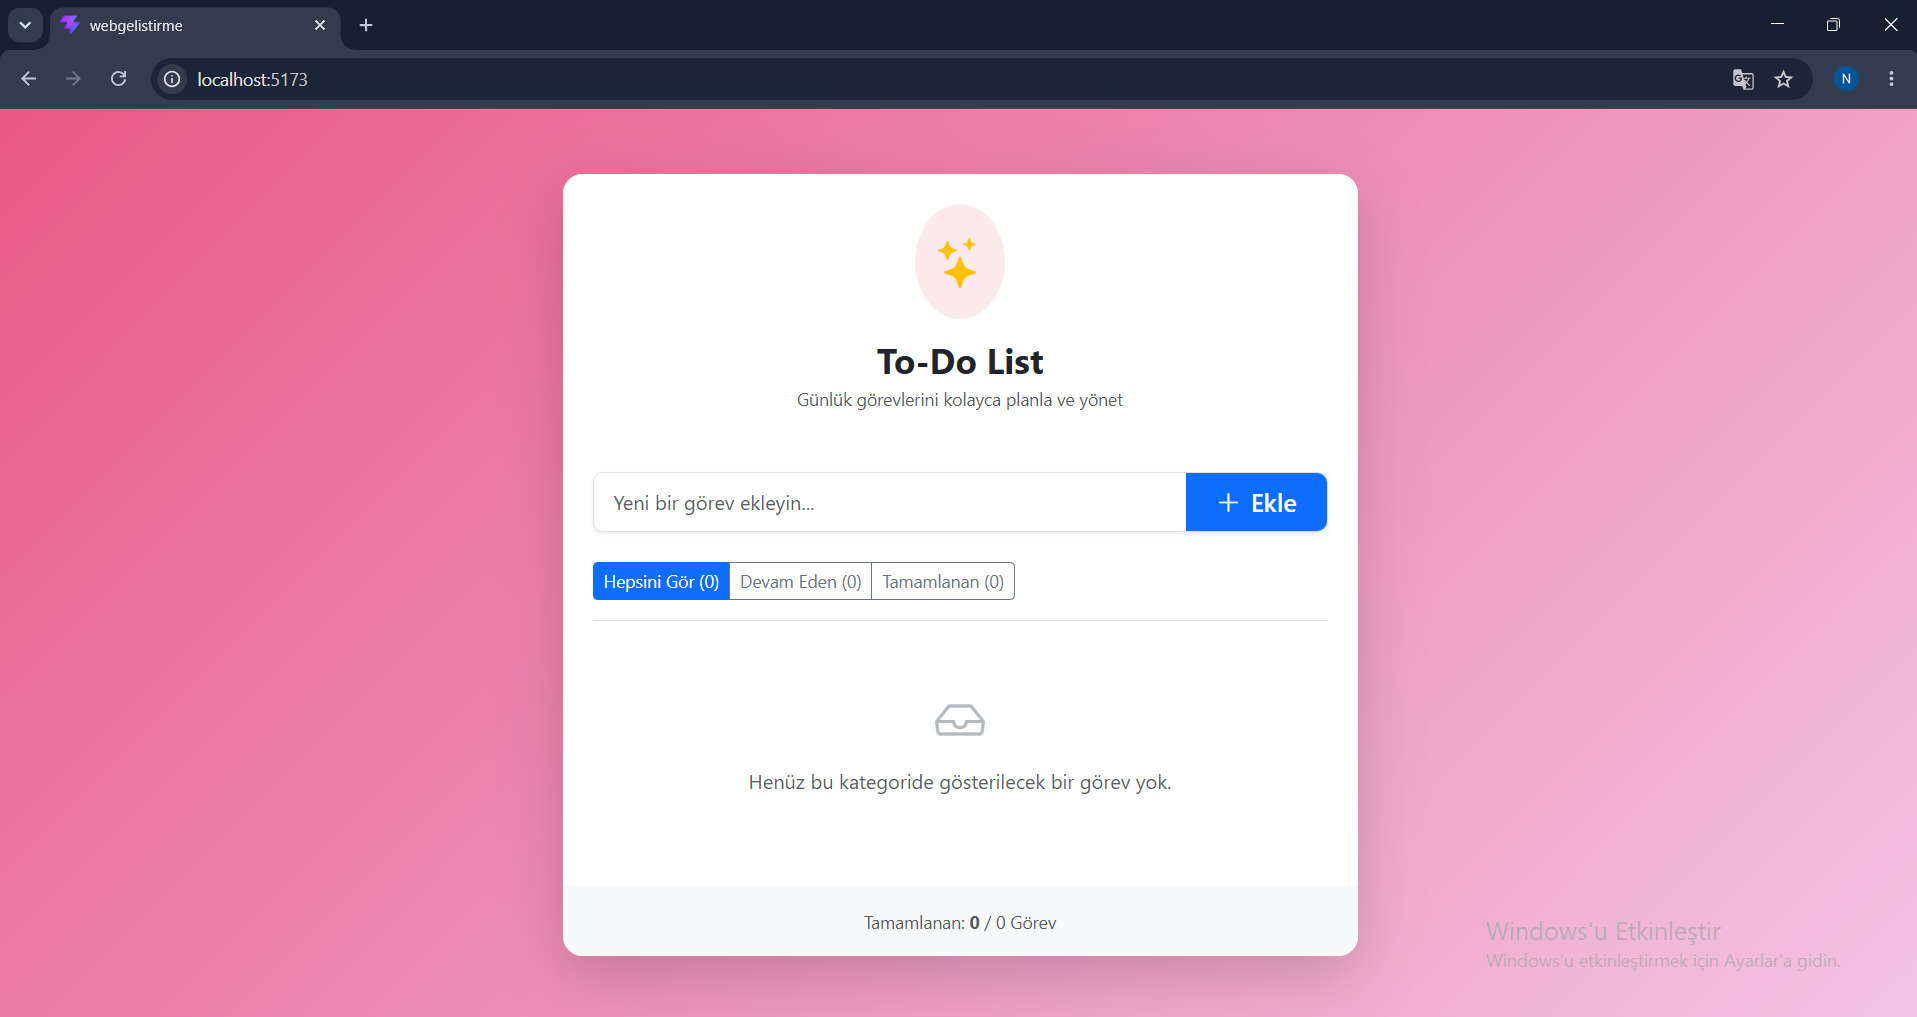 webgelistirme
localhost:5173
N
To-Do List
Günlük görevlerini kolayca planla ve yönet
Yeni bir görev ekleyin...
+ Ekle
Hepsini Gör (0) Devam Eden (0) Tamamlanan (0)
Henüz bu kategoride gösterilecek bir görev yok.
Tamamlanan: 0 / 0 Görev
Windows'u Etkinleştir
Windows'u etkinleştirmek için Ayarlar'a gidin.